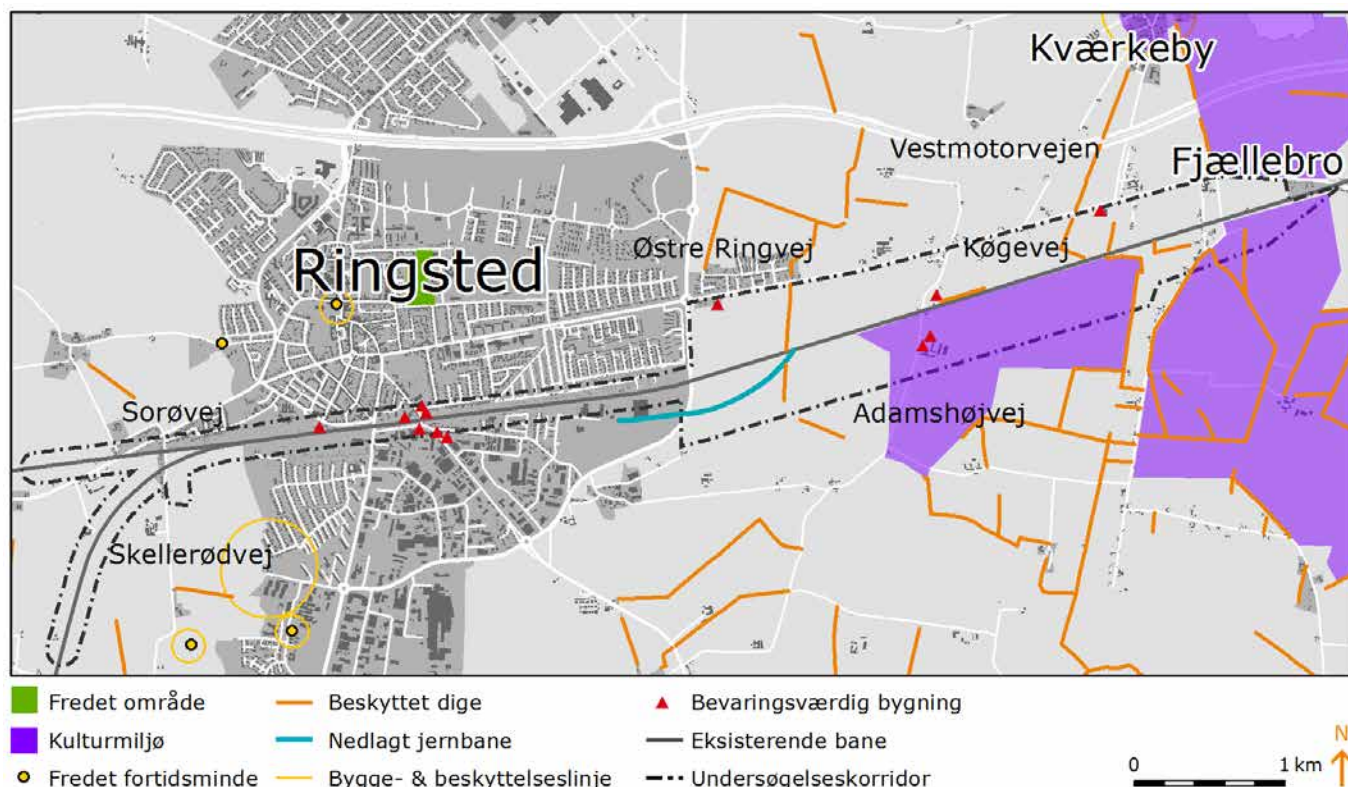 Kværkeby
Vestmotorvejen
Fjællebro
Østre Ringvej
Køgevej
Ringsted
Sorøvej
Adamshøjvej
Skellerødvej
Fredet område
Beskyttet dige
Bevaringsværdig bygning
Kulturmiljø
Nedlagt jernbane
Eksisterende bane
N
Fredet fortidsminde
Bygge- & beskyttelseslinje
Undersøgelseskorridor
0 1 km